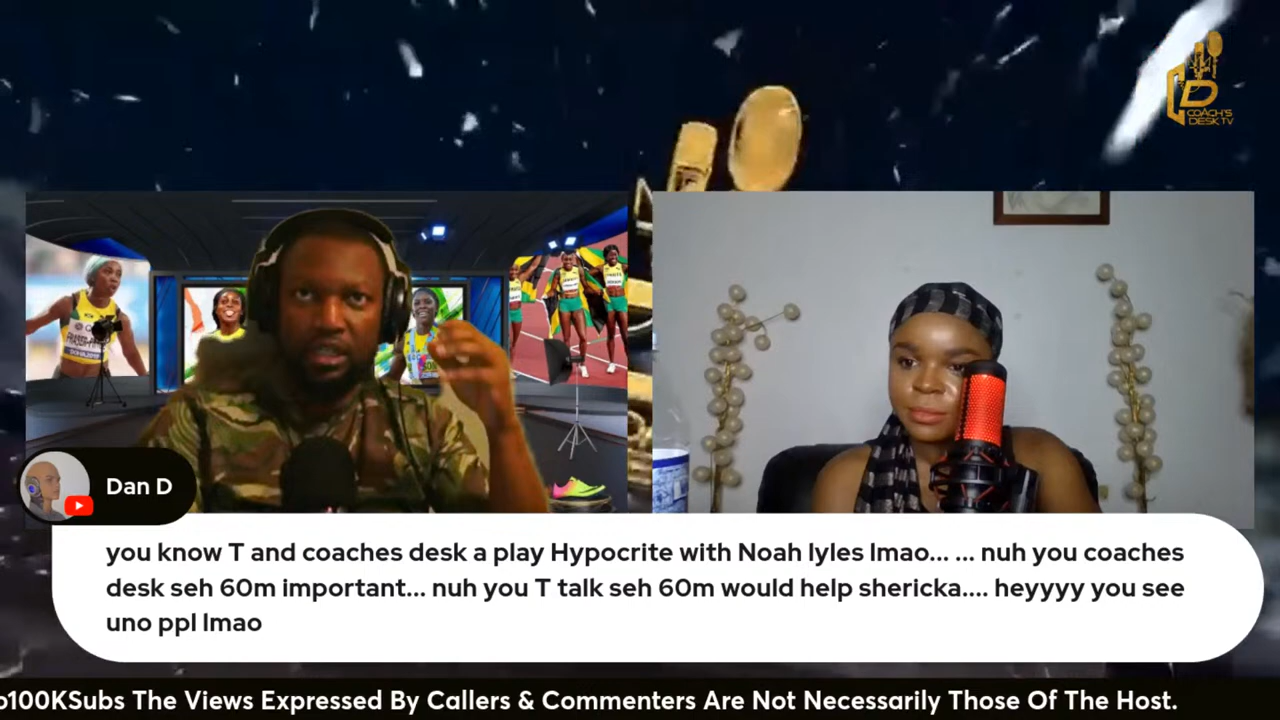 COACH'S
DESK TV
DOHA 2019
Dan D
you know T and coaches desk a play Hypocrite with Noah lyles lmao... ... nuh you coaches
desk seh 60m important... nuh you T talk seh 60m would help shericka.... heyyyy you see
uno ppl lmao
o100KSubs The Views Expressed By Callers & Commenters Are Not Necessarily Those Of The Host.